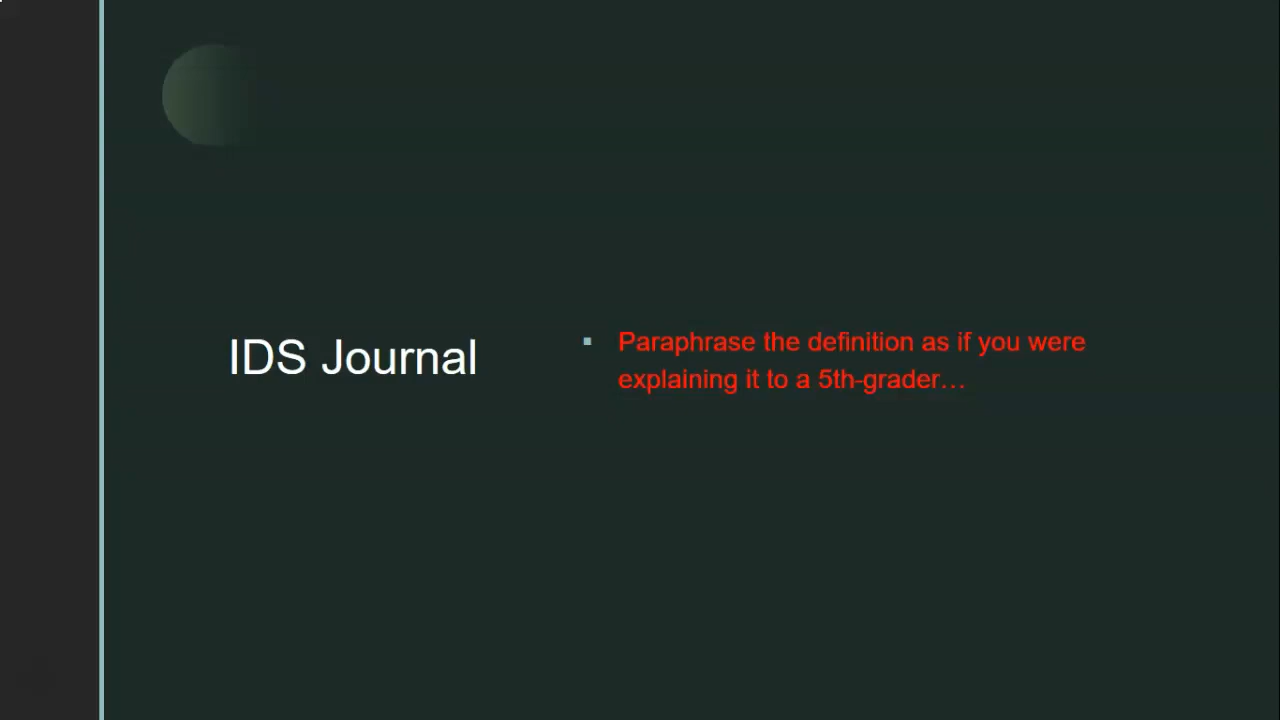 IDS Journal
▪ Paraphrase the definition as if you were
explaining it to a 5th-grader…